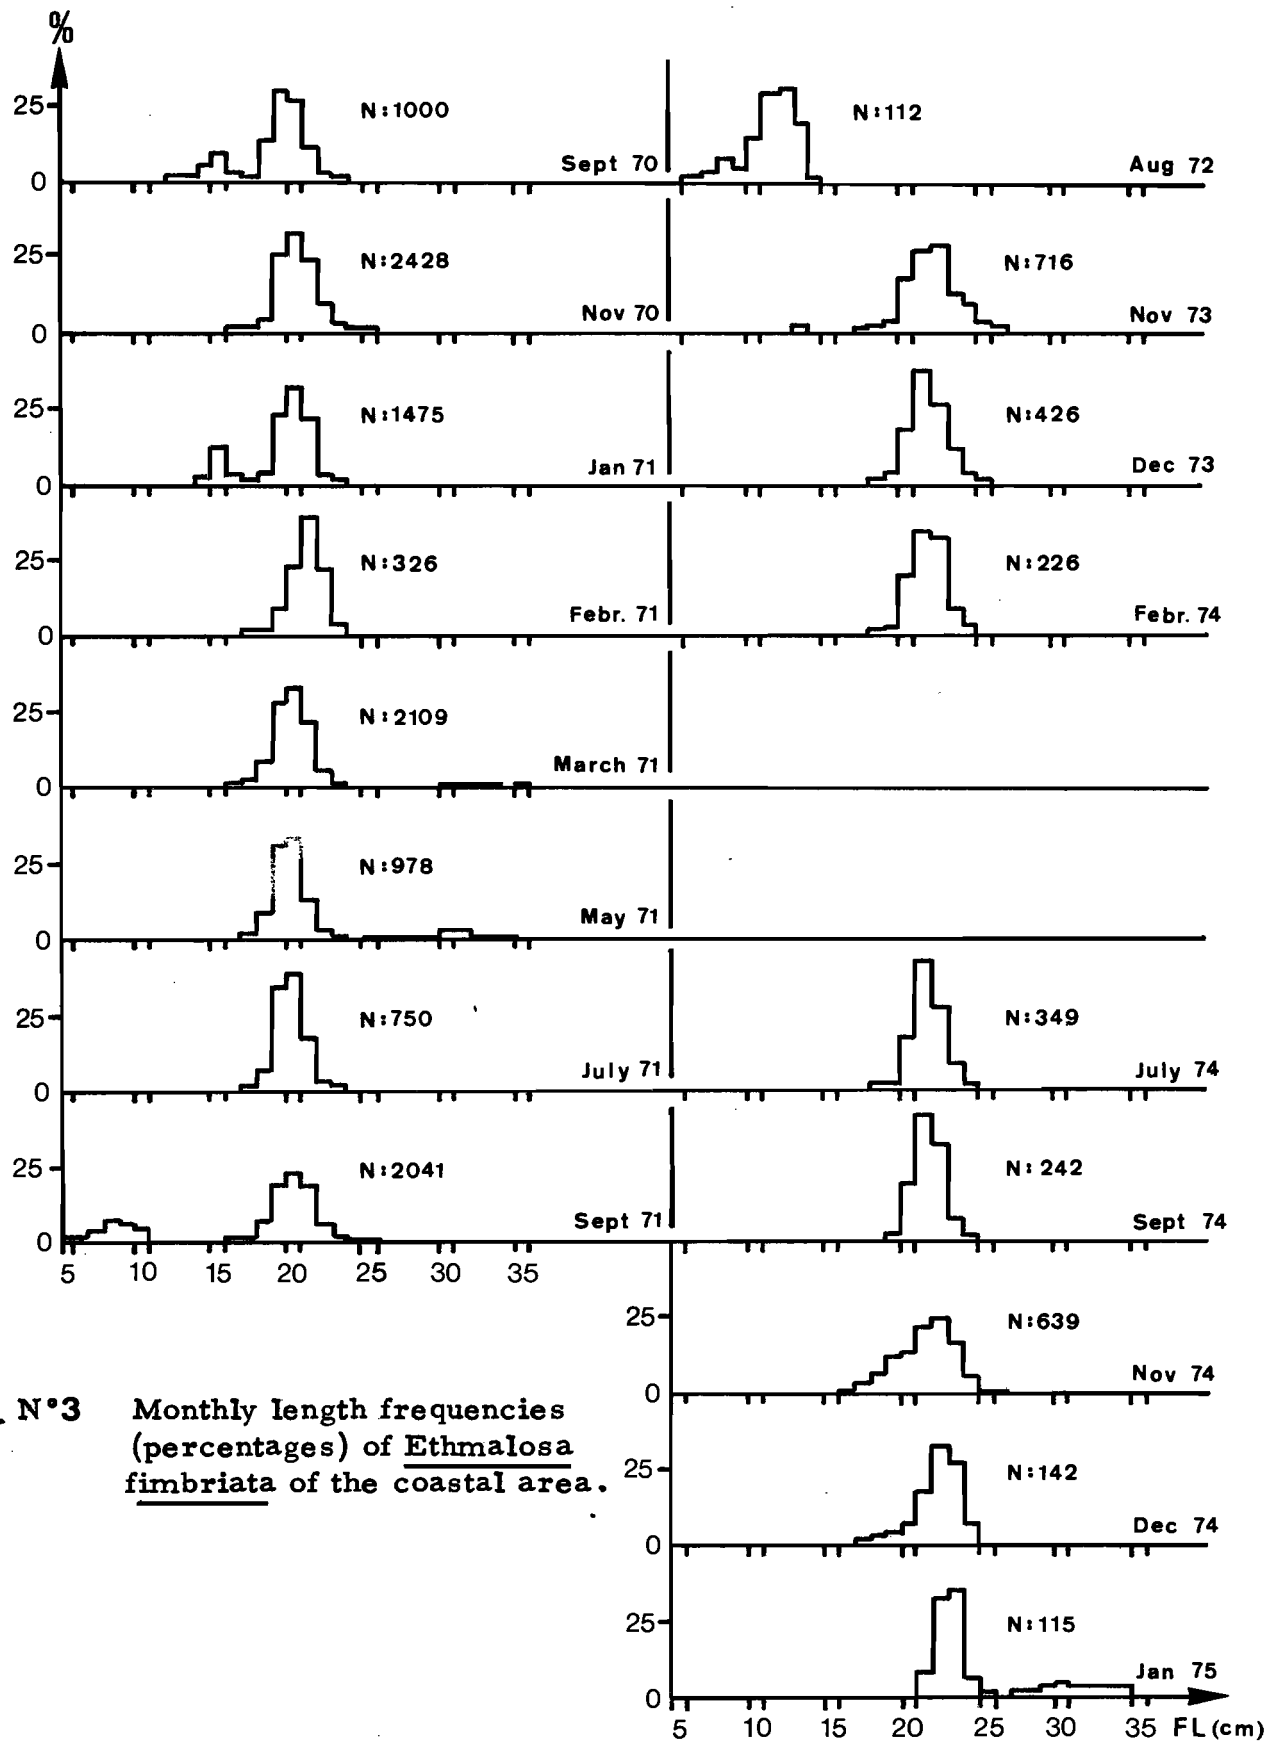 %
25
N:1000
Sept 70
0
N:112
Aug 72
25
N:2428
Nov 70
0
N:716
Nov 73
25
N:1475
Jan 71
0
N:426
Dec 73
25
N:326
Febr. 71
0
N:226
Febr. 74
25
N:2109
March 71
0
25
N:978
May 71
0
25
N:750
July 71
0
N:349
July 74
25
N:2041
Sept 71
0
5 10 15 20 25 30 35
N:242
Sept 74
25
N:639
Nov 74
0
25
N:142
Dec 74
0
25
N:115
Jan 75
0
5 10 15 20 25 30 35 FL (cm)
N°3 Monthly length frequencies
(percentages) of Ethmalosa
fimbriata of the coastal area.